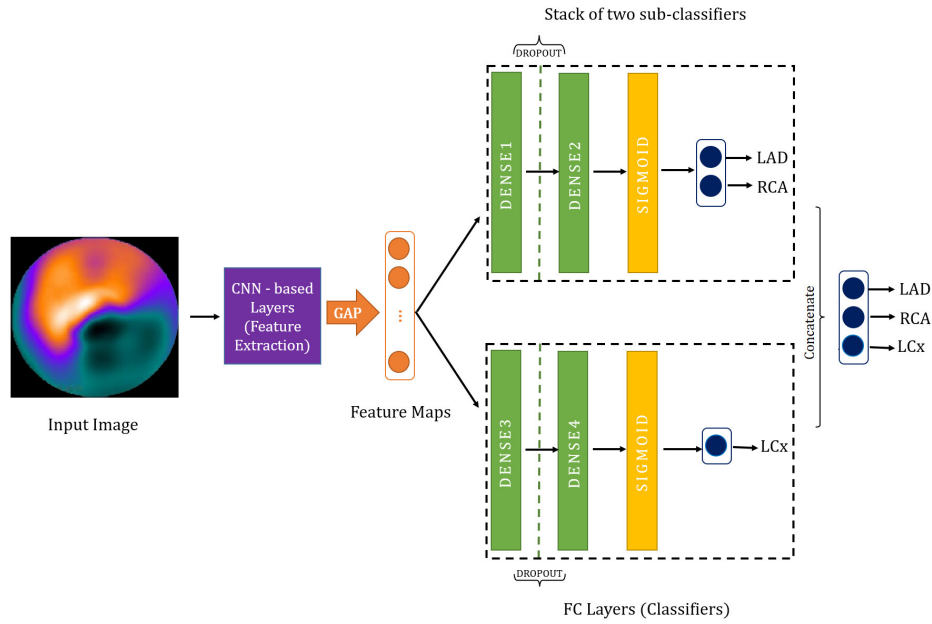 Stack of two sub-classifiers
DROPOUT
DENSE1
DENSE2
SIGMOID
LAD
RCA
CNN - based
Layers
(Feature
Extraction)
GAP
...
Feature Maps
Input Image
DENSE3
DENSE4
SIGMOID
LCx
DROPOUT
FC Layers (Classifiers)
Concatenate
LAD
RCA
LCx